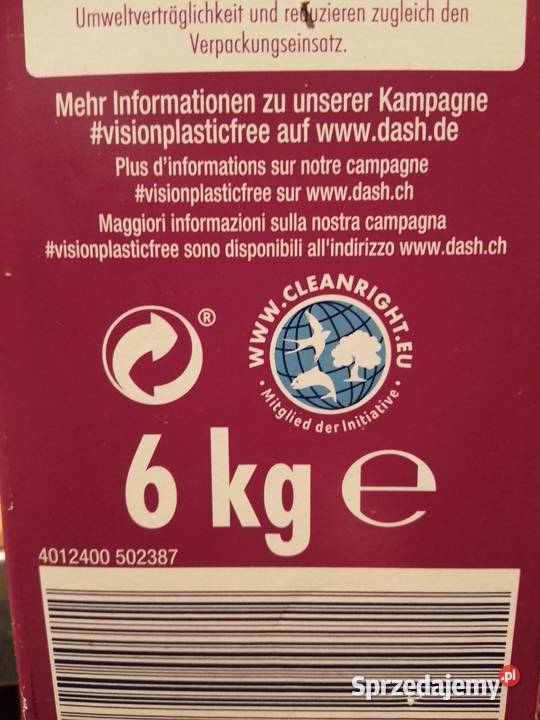 Umweltverträglichkeit und reduzieren zugleich den
Verpackungseinsatz.
Mehr Informationen zu unserer Kampagne
#visionplasticfree auf www.dash.de
Plus d'informations sur notre campagne
#visionplasticfree sur www.dash.ch
Maggiori informazioni sulla nostra campagna
#visionplasticfree sono disponibili all'indirizzo www.dash.ch
®
WWW.CLEANRIGHT.EU
• Mitglied der Initiative •
6 kg ℮
4012400 502387
Sprzedajemy.pl